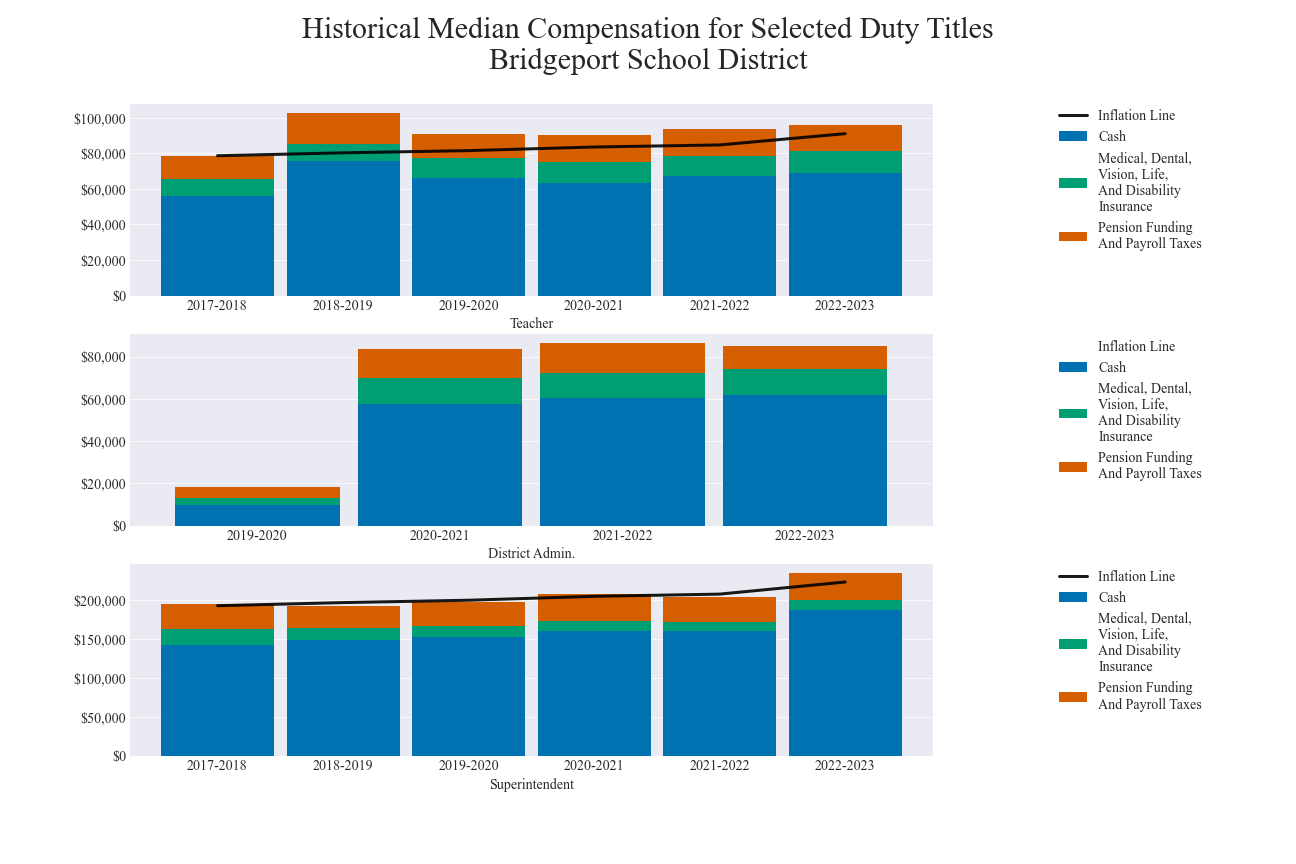 Historical Median Compensation for Selected Duty Titles
Bridgeport School District
$100,000
$80,000
$60,000
$40,000
$20,000
$0
2017-2018 2018-2019 2019-2020 2020-2021 2021-2022 2022-2023
Teacher
Inflation Line
Cash
Medical, Dental,
Vision, Life,
And Disability
Insurance
Pension Funding
And Payroll Taxes
$80,000
$60,000
$40,000
$20,000
$0
2019-2020 2020-2021 2021-2022 2022-2023
District Admin.
Inflation Line
Cash
Medical, Dental,
Vision, Life,
And Disability
Insurance
Pension Funding
And Payroll Taxes
$200,000
$150,000
$100,000
$50,000
$0
2017-2018 2018-2019 2019-2020 2020-2021 2021-2022 2022-2023
Superintendent
Inflation Line
Cash
Medical, Dental,
Vision, Life,
And Disability
Insurance
Pension Funding
And Payroll Taxes